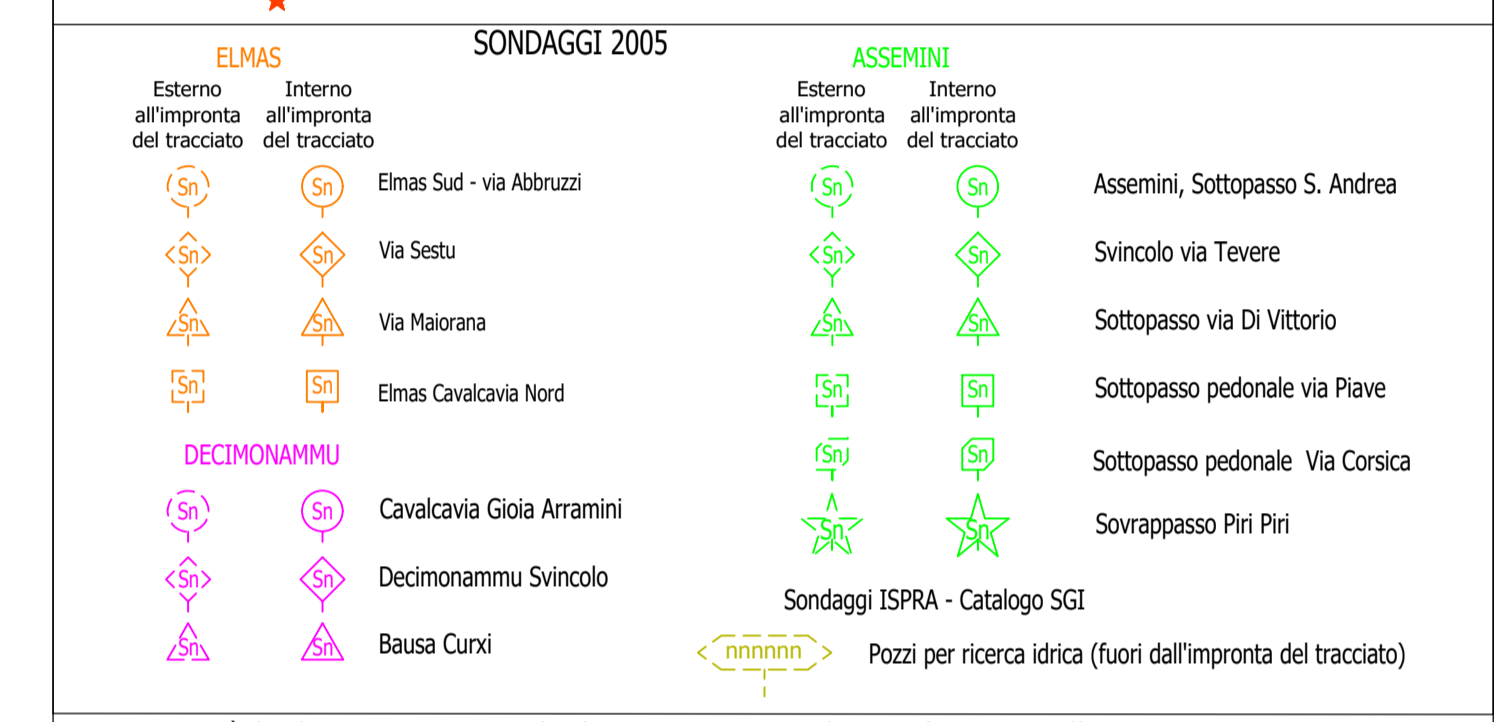 SONDAGGI 2005
ELMAS
Esterno
all'impronta
del tracciato
Interno
all'impronta
del tracciato
Sn Sn Elmas Sud - via Abbruzzi
Sn Sn Via Sestu
Sn Sn Via Maiorana
Sn Sn Elmas Cavalcavia Nord
DECIMONAMMU
Sn Sn Cavalcavia Gioia Arramini
Sn Sn Decimonammu Svincolo
Sn Sn Bausa Curxi
ASSEMINI
Esterno
all'impronta
del tracciato
Interno
all'impronta
del tracciato
Sn Sn Assemini, Sottopasso S. Andrea
Sn Sn Svincolo via Tevere
Sn Sn Sottopasso via Di Vittorio
Sn Sn Sottopasso pedonale via Piave
Sn Sn Sottopasso pedonale Via Corsica
Sn Sn Sovrappasso Piri Piri
Sondaggi ISPRA - Catalogo SGI
nnnnnn Pozzi per ricerca idrica (fuori dall'impronta del tracciato)